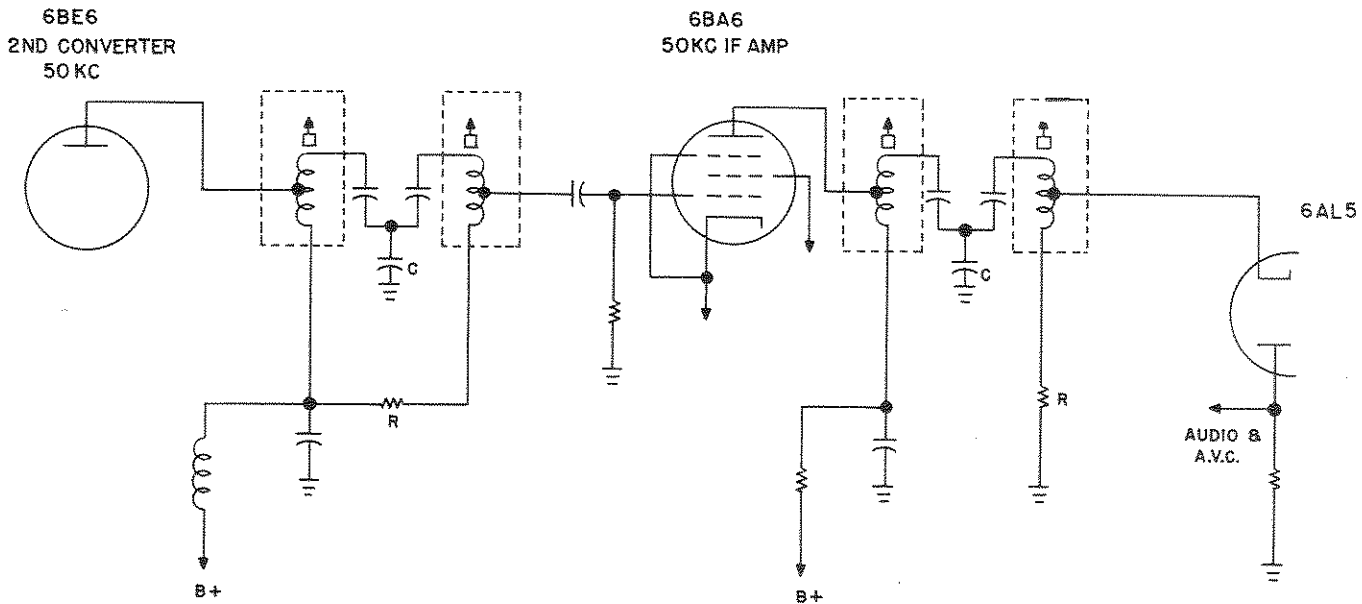 6BE6
2ND CONVERTER
50 KC
6BA6
50KC IF AMP
6AL5
C
C
R
R
AUDIO &
A.V.C.
B+
B+